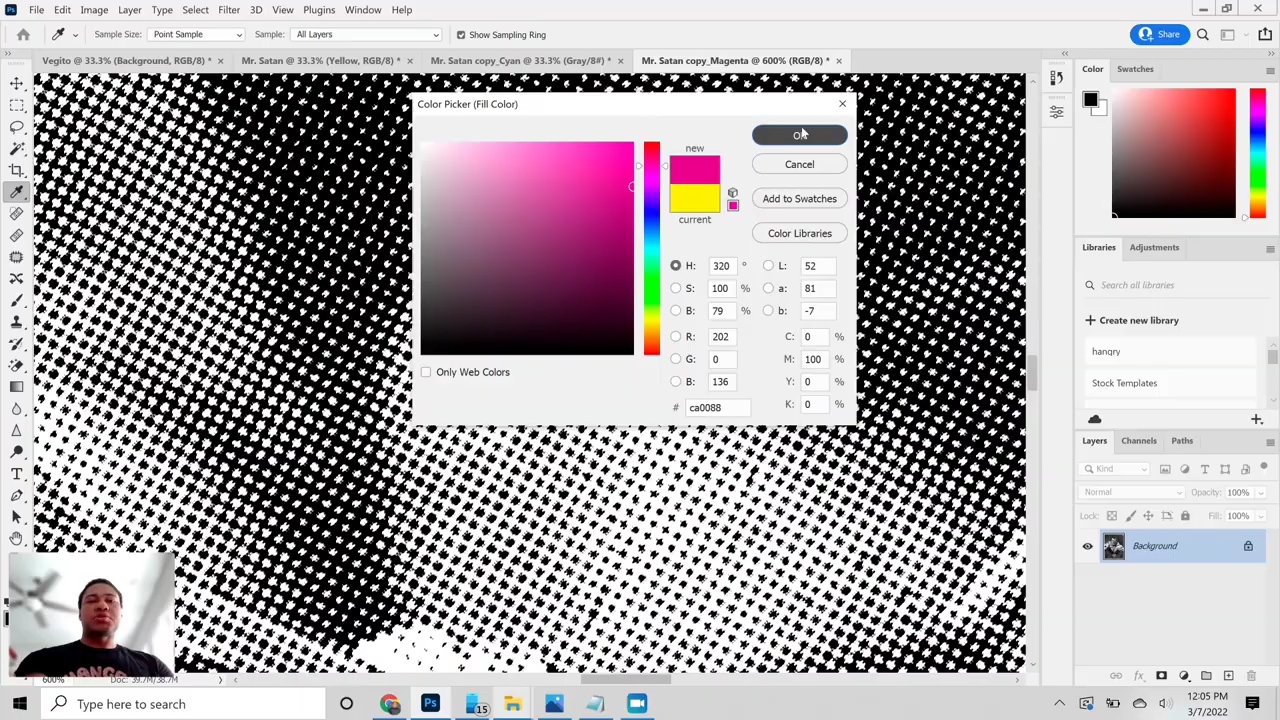 Ps File Edit Image Layer Type Select Filter 3D View Plugins Window Help
Sample Size: Point Sample Sample: All Layers Show Sampling Ring Share
Vegito @ 33.3% (Background, RGB/8) * × Mr. Satan @ 33.3% (Yellow, RGB/8) * × Mr. Satan copy_Cyan @ 33.3% (Gray/8#) * × Mr. Satan copy_Magenta @ 600% (RGB/8) * ×
Color Swatches
Color Picker (Fill Color)
new
OK
Cancel
Add to Swatches
current
Color Libraries
H: 320 ° L: 52
S: 100 % a: 81
B: 79 % b: -7
R: 202 C: 0 %
G: 0 M: 100 %
B: 136 Y: 0 %
# ca0088 K: 0 %
Only Web Colors
Libraries Adjustments
Search all libraries
Create new library
hangry
Stock Templates
Layers Channels Paths
Kind
Normal Opacity: 100%
Lock: Fill: 100%
Background
600% Doc: 39.7M/38.7M
Type here to search
Ps
15
12:05 PM
3/7/2022